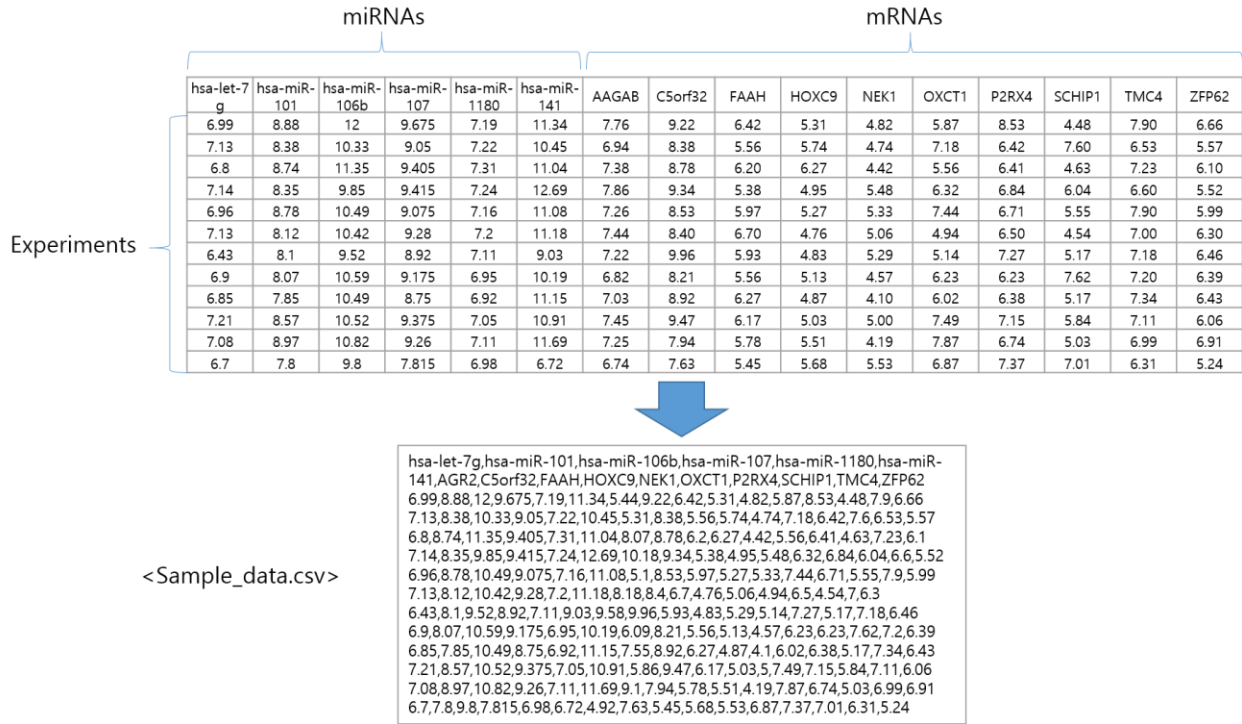 miRNAs mRNAs
hsa-let-7 hsa-miR- hsa-miR- hsa-miR- hsa-miR- hsa-miR- AAGAB C5orf32 FAAH HOXC9 NEK1 OXCT1 P2RX4 SCHIP1 TMC4 ZFP62
g 101 106b 107 1180 141
6.99 8.88 12 9.675 7.19 11.34 7.76 9.22 6.42 5.31 4.82 5.87 8.53 4.48 7.90 6.66
7.13 8.38 10.33 9.05 7.22 10.45 6.94 8.38 5.56 5.74 4.74 7.18 6.42 7.60 6.53 5.57
6.8 8.74 11.35 9.405 7.31 11.04 7.38 8.78 6.20 6.27 4.42 5.56 6.41 4.63 7.23 6.10
7.14 8.35 9.85 9.415 7.24 12.69 7.86 9.34 5.38 4.95 5.48 6.32 6.84 6.04 6.60 5.52
6.96 8.78 10.49 9.075 7.16 11.08 7.26 8.53 5.97 5.27 5.33 7.44 6.71 5.55 7.90 5.99
7.13 8.12 10.42 9.28 7.2 11.18 7.44 8.40 6.70 4.76 5.06 4.94 6.50 4.54 7.00 6.30
Experiments
6.43 8.1 9.52 8.92 7.11 9.03 7.22 9.96 5.93 4.83 5.29 5.14 7.27 5.17 7.18 6.46
6.9 8.07 10.59 9.175 6.95 10.19 6.82 8.21 5.56 5.13 4.57 6.23 6.23 7.62 7.20 6.39
6.85 7.85 10.49 8.75 6.92 11.15 7.03 8.92 6.27 4.87 4.10 6.02 6.38 5.17 7.34 6.43
7.21 8.57 10.52 9.375 7.05 10.91 7.45 9.47 6.17 5.03 5.00 7.49 7.15 5.84 7.11 6.06
7.08 8.97 10.82 9.26 7.11 11.69 7.25 7.94 5.78 5.51 4.19 7.87 6.74 5.03 6.99 6.91
6.7 7.8 9.8 7.815 6.98 6.72 6.74 7.63 5.45 5.68 5.53 6.87 7.37 7.01 6.31 5.24
hsa-let-7g,hsa-miR-101,hsa-miR-106b,hsa-miR-107,hsa-miR-1180,hsa-miR-
141,AGR2,C5orf32,FAAH,HOXC9,NEK1,OXCT1,P2RX4,SCHIP1,TMC4,ZFP62
6.99,8.88,12,9.675,7.19,11.34,5.44,9.22,6.42,5.31,4.82,5.87,8.53,4.48,7.9,6.66
7.13,8.38,10.33,9.05,7.22,10.45,5.31,8.38,5.56,5.74,4.74,7.18,6.42,7.6,6.53,5.57
6.8,8.74,11.35,9.405,7.31,11.04,8.07,8.78,6.2,6.27,4.42,5.56,6.41,4.63,7.23,6.1
7.14,8.35,9.85,9.415,7.24,12.69,10.18,9.34,5.38,4.95,5.48,6.32,6.84,6.04,6.6,5.52
<Sample_data.csv>
6.96,8.78,10.49,9.075,7.16,11.08,5.1,8.53,5.97,5.27,5.33,7.44,6.71,5.55,7.9,5.99
7.13,8.12,10.42,9.28,7.2,11.18,8.18,8.4,6.7,4.76,5.06,4.94,6.5,4.54,7,6.3
6.43,8.1,9.52,8.92,7.11,9.03,9.58,9.96,5.93,4.83,5.29,5.14,7.27,5.17,7.18,6.46
6.9,8.07,10.59,9.175,6.95,10.19,6.09,8.21,5.56,5.13,4.57,6.23,6.23,7.62,7.2,6.39
6.85,7.85,10.49,8.75,6.92,11.15,7.55,8.92,6.27,4.87,4.1,6.02,6.38,5.17,7.34,6.43
7.21,8.57,10.52,9.375,7.05,10.91,5.86,9.47,6.17,5.03,5,7.49,7.15,5.84,7.11,6.06
7.08,8.97,10.82,9.26,7.11,11.69,9.1,7.94,5.78,5.51,4.19,7.87,6.74,5.03,6.99,6.91
6.7,7.8,9.8,7.815,6.98,6.72,4.92,7.63,5.45,5.68,5.53,6.87,7.37,7.01,6.31,5.24